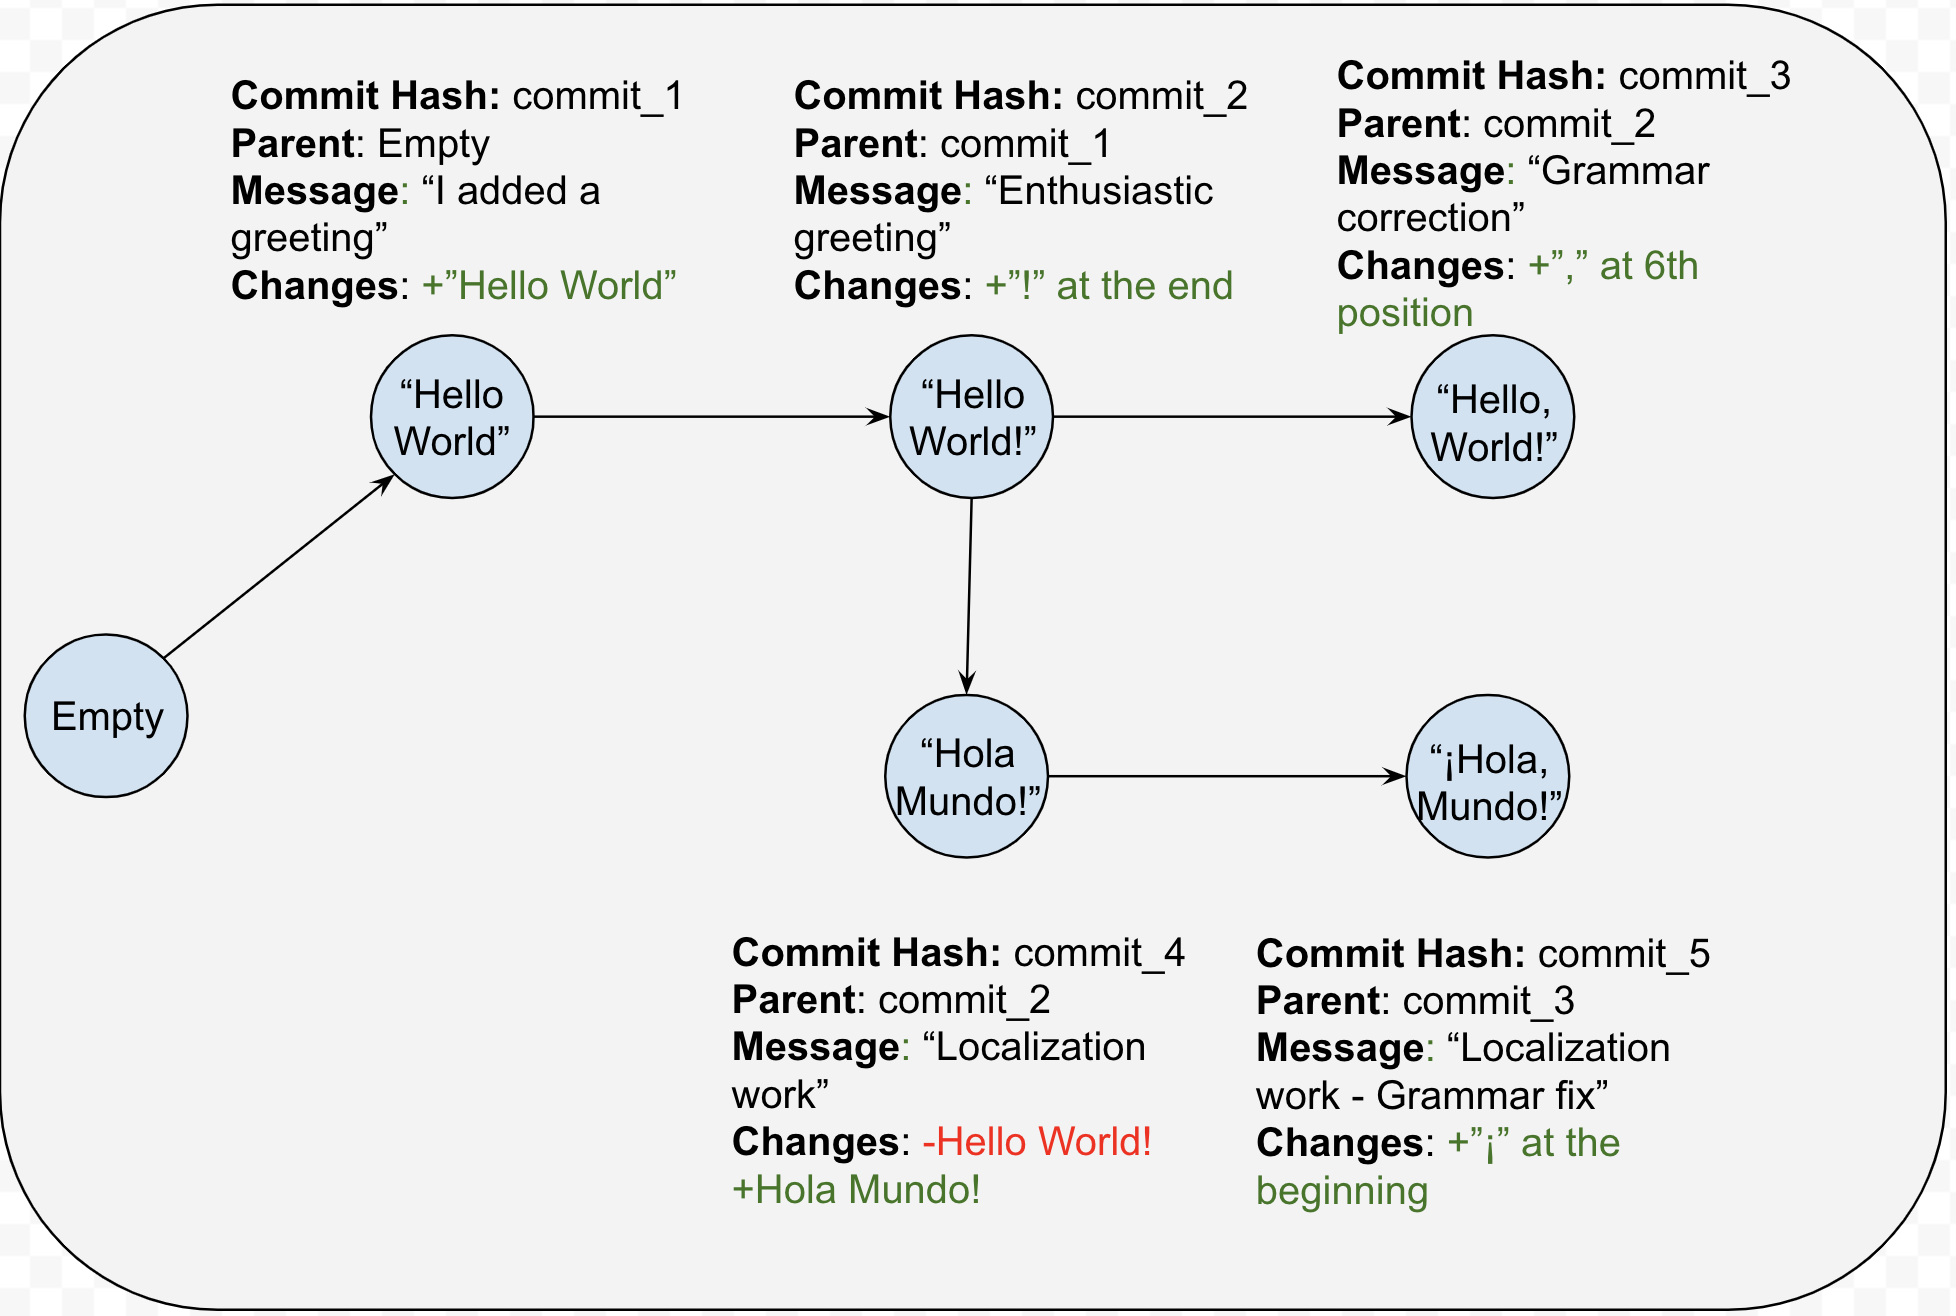 Commit Hash: commit_1
Parent: Empty
Message: “I added a
greeting”
Changes: +”Hello World”
Commit Hash: commit_2
Parent: commit_1
Message: “Enthusiastic
greeting”
Changes: +”!” at the end
Commit Hash: commit_3
Parent: commit_2
Message: “Grammar
correction”
Changes: +”,” at 6th
position
“Hello
World”
“Hello
World!”
“Hello,
World!”
Empty
“Hola
Mundo!”
“¡Hola,
Mundo!”
Commit Hash: commit_4
Parent: commit_2
Message: “Localization
work”
Changes: -Hello World!
+Hola Mundo!
Commit Hash: commit_5
Parent: commit_3
Message: “Localization
work - Grammar fix”
Changes: +”¡” at the
beginning